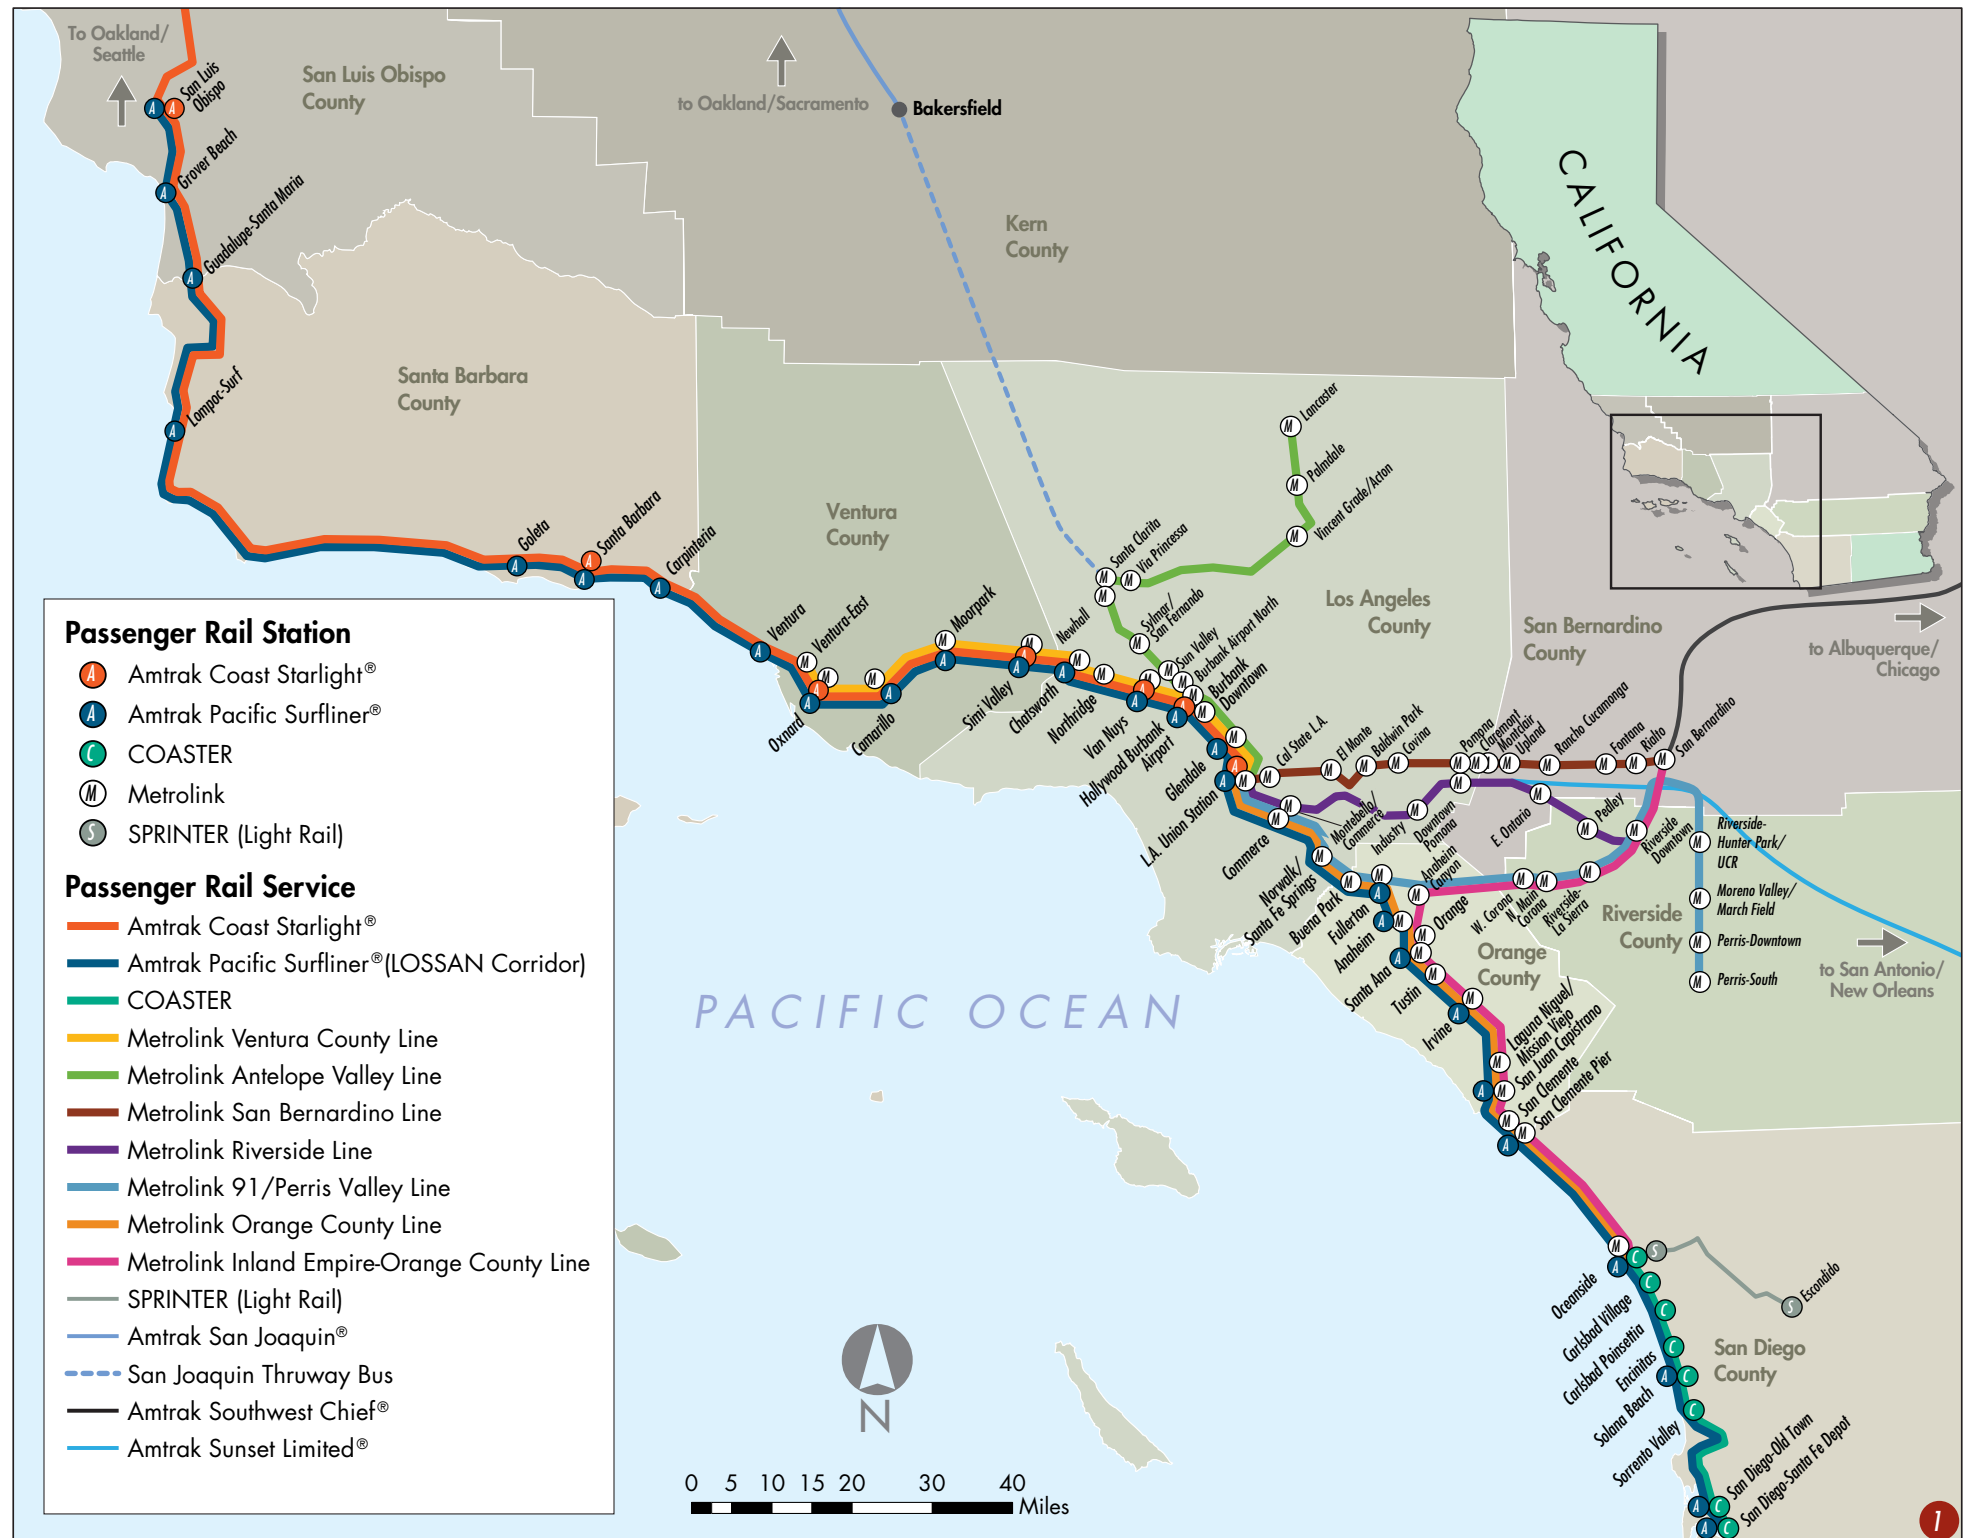 To Oakland/
Seattle
San Luis
Obispo
San Luis Obispo
County
to Oakland/Sacramento
Bakersfield
CALIFORNIA
Grover Beach
Guadalupe-Santa Maria
Kern
County
Lompoc-Surf
Santa Barbara
County
Lancaster
Palmdale
Vincent Grade/Acton
Ventura
County
Goleta
Santa Barbara
Carpinteria
Santa Clarita
Via Princessa
Ventura
Ventura-East
Moorpark
Newhall
Sylmar/
San Fernando
Sun Valley
Burbank Airport North
Burbank
Downtown
Los Angeles
County
San Bernardino
County
to Albuquerque/
Chicago
Oxnard
Camarillo
Simi Valley
Chatsworth
Northridge
Van Nuys
Hollywood Burbank
Airport
Glendale
L.A. Union Station
Cal State L.A.
El Monte
Baldwin Park
Covina
Pomona
Claremont
Montclair
Upland
Rancho Cucamonga
Fontana
Rialto
San Bernardino
Commerce
Montebello/
Commerce
Industry
Downtown
Pomona
E. Ontario
Pedley
Riverside
Downtown
Riverside-
Hunter Park/
UCR
Moreno Valley/
March Field
Perris-Downtown
Perris-South
Norwalk/
Santa Fe Springs
Buena Park
Fullerton
Anaheim
Anaheim
Canyon
Orange
W. Corona
N. Main
Corona
Riverside-
La Sierra
Riverside
County
Orange
County
to San Antonio/
New Orleans
Santa Ana
Tustin
Irvine
Laguna Niguel/
Mission Viejo
San Juan Capistrano
San Clemente
San Clemente Pier
PACIFIC OCEAN
Oceanside
Escondido
Carlsbad Village
Carlsbad Poinsettia
Encinitas
Solana Beach
Sorrento Valley
San Diego
County
San Diego-Old Town
San Diego-Santa Fe Depot
Passenger Rail Station
A Amtrak Coast Starlight®
A Amtrak Pacific Surfliner®
C COASTER
M Metrolink
S SPRINTER (Light Rail)
Passenger Rail Service
Amtrak Coast Starlight®
Amtrak Pacific Surfliner®(LOSSAN Corridor)
COASTER
Metrolink Ventura County Line
Metrolink Antelope Valley Line
Metrolink San Bernardino Line
Metrolink Riverside Line
Metrolink 91/Perris Valley Line
Metrolink Orange County Line
Metrolink Inland Empire-Orange County Line
SPRINTER (Light Rail)
Amtrak San Joaquin®
San Joaquin Thruway Bus
Amtrak Southwest Chief®
Amtrak Sunset Limited®
N
0 5 10 15 20 30 40
Miles
1